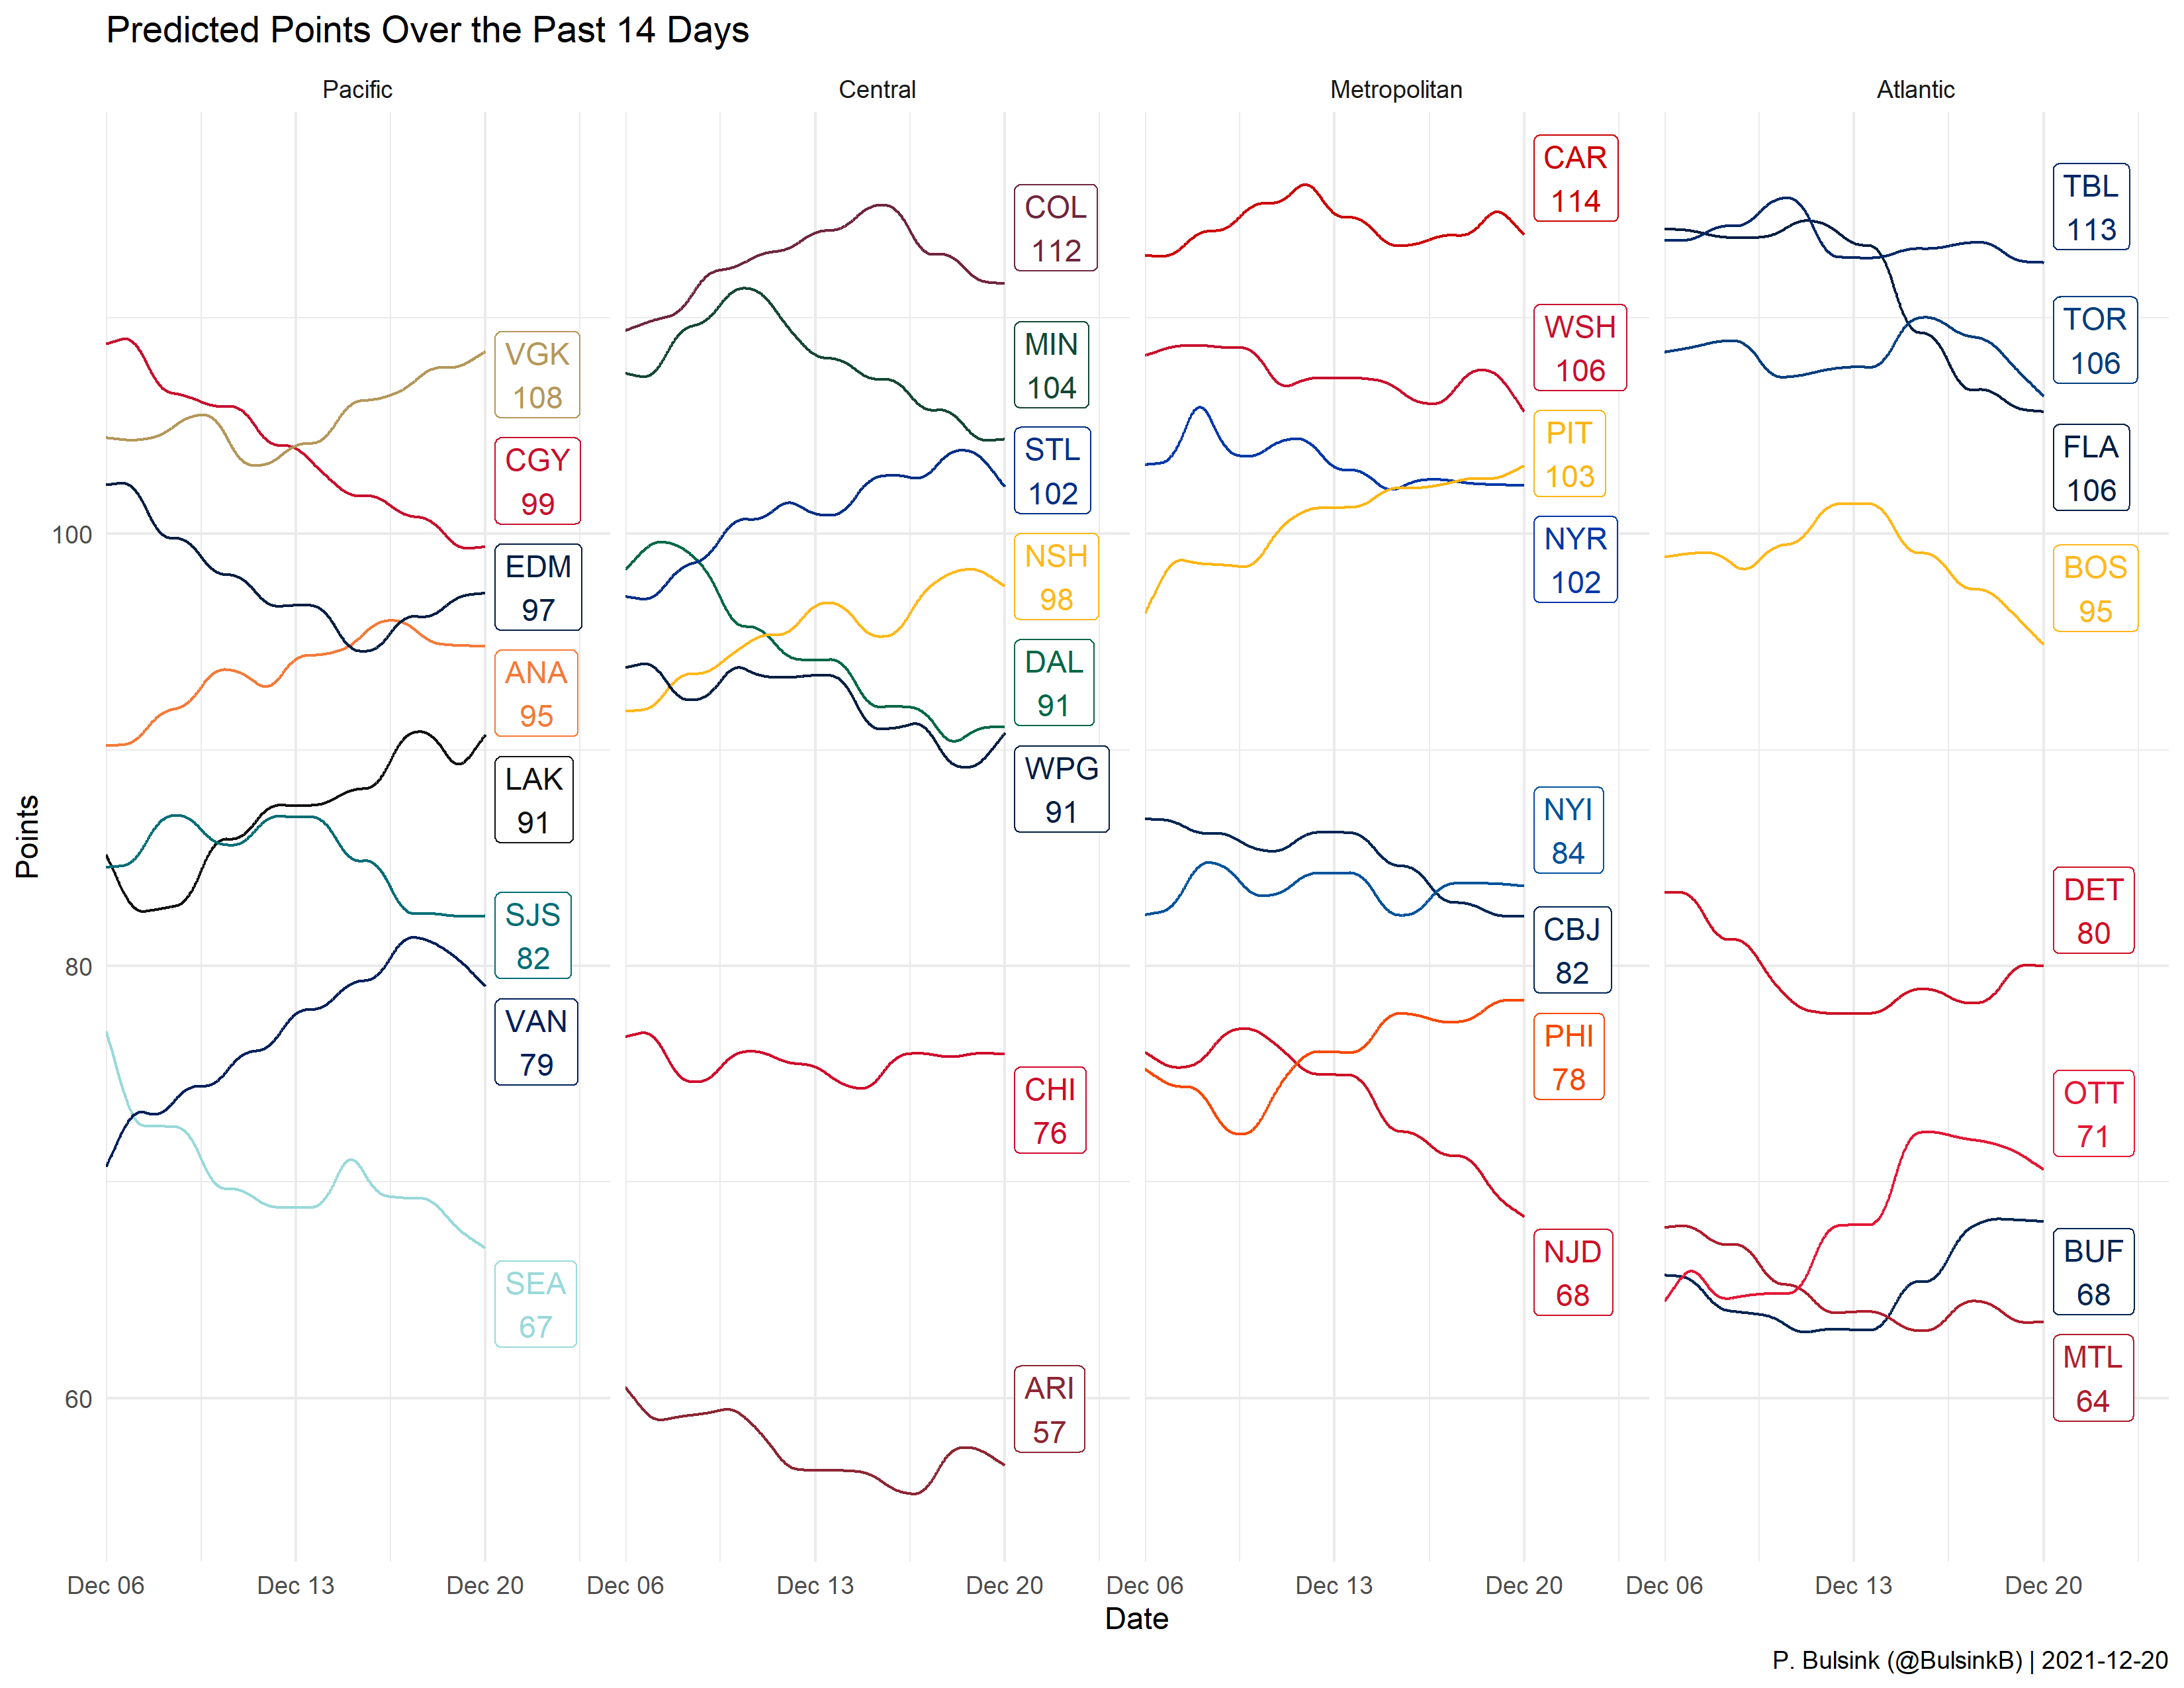 Predicted Points Over the Past 14 Days
Pacific
Central
Metropolitan
Atlantic
Points
100
80
60
VGK
108
CGY
99
EDM
97
ANA
95
LAK
91
SJS
82
VAN
79
SEA
67
COL
112
MIN
104
STL
102
NSH
98
DAL
91
WPG
91
CHI
76
ARI
57
CAR
114
WSH
106
PIT
103
NYR
102
NYI
84
CBJ
82
PHI
78
NJD
68
TBL
113
TOR
106
FLA
106
BOS
95
DET
80
OTT
71
BUF
68
MTL
64
Dec 06 Dec 13 Dec 20 Dec 06 Dec 13 Dec 20 Dec 06 Dec 13 Dec 20 Dec 06 Dec 13 Dec 20
Date
P. Bulsink (@BulsinkB) | 2021-12-20